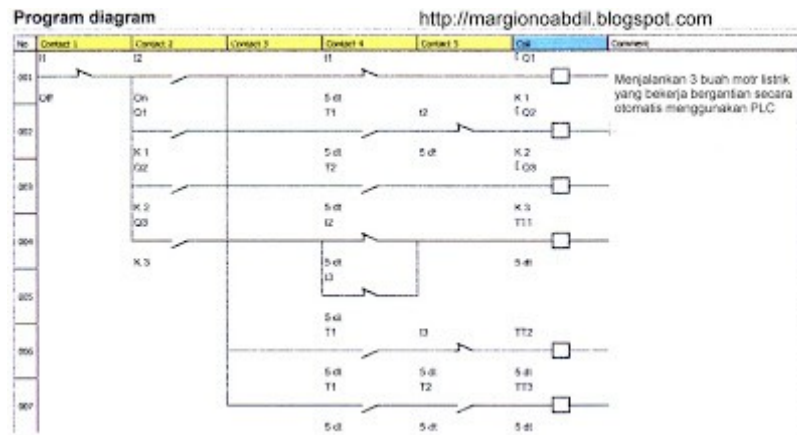 Program diagram
http://margionoabdil.blogspot.com
No Contact 1 Contact 2 Contact 3 Contact 4 Contact 5 Coil Comment
I1 I2 t1 [ Q1
001
Off On 5 dt K 1
Menjalankan 3 buah motr listrik
yang bekerja bergantian secara
otomatis menggunakan PLC
Q1 T1 t2 [ Q2
002
K 1 5 dt 5 dt K 2
Q2 T2 [ Q3
003
K 2 5 dt K 3
Q3 t2 TT1
004
K 3 5 dt 5 dt
t3
005
5 dt
T1 t3 TT2
006
5 dt 5 dt 5 dt
T1 T2 TT3
007
5 dt 5 dt 5 dt